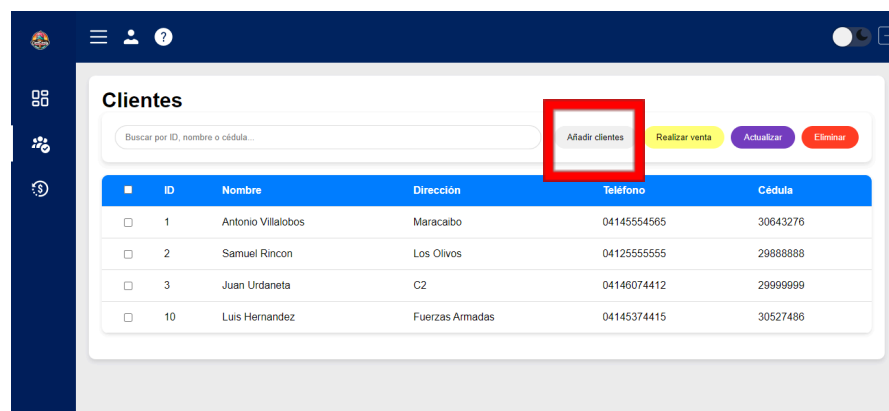 ?
Clientes
Buscar por ID, nombre o cédula... Añadir clientes Realizar venta Actualizar Eliminar
ID Nombre Dirección Teléfono Cédula
1 Antonio Villalobos Maracaibo 04145554565 30643276
2 Samuel Rincon Los Olivos 04125555555 29888888
3 Juan Urdaneta C2 04146074412 29999999
10 Luis Hernandez Fuerzas Armadas 04145374415 30527486